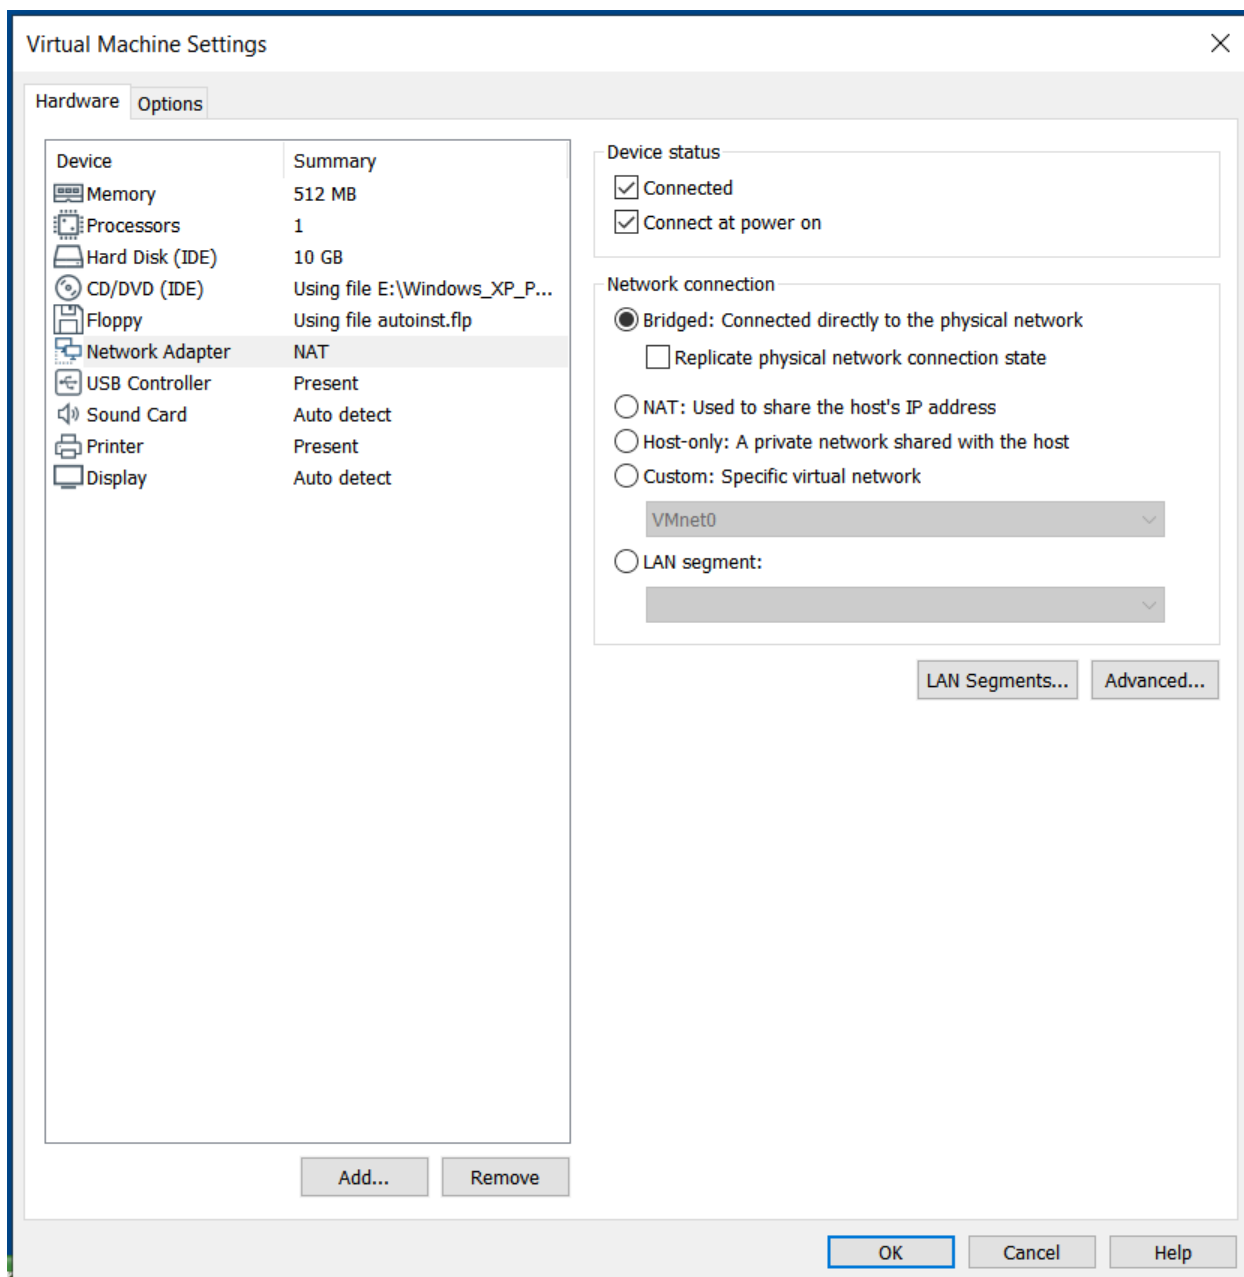 Virtual Machine Settings
Hardware Options
Device Summary
Memory 512 MB
Processors 1
Hard Disk (IDE) 10 GB
CD/DVD (IDE) Using file E:\Windows_XP_P...
Floppy Using file autoinst.flp
Network Adapter NAT
USB Controller Present
Sound Card Auto detect
Printer Present
Display Auto detect
Add... Remove
Device status
Connected
Connect at power on
Network connection
Bridged: Connected directly to the physical network
Replicate physical network connection state
NAT: Used to share the host's IP address
Host-only: A private network shared with the host
Custom: Specific virtual network
VMnet0
LAN segment:
LAN Segments... Advanced...
OK Cancel Help